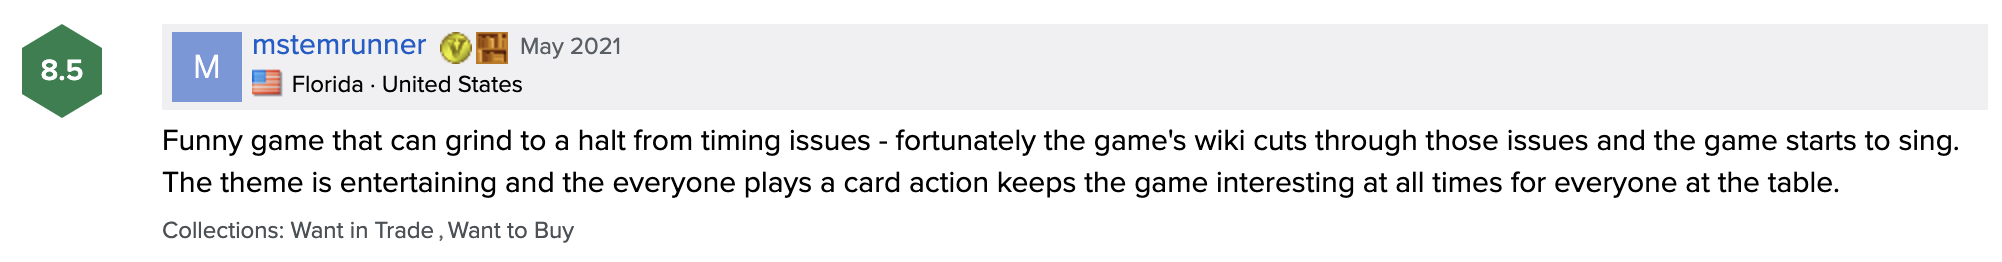 8.5
M
mstemrunner May 2021
Florida · United States
Funny game that can grind to a halt from timing issues - fortunately the game's wiki cuts through those issues and the game starts to sing.
The theme is entertaining and the everyone plays a card action keeps the game interesting at all times for everyone at the table.
Collections: Want in Trade , Want to Buy